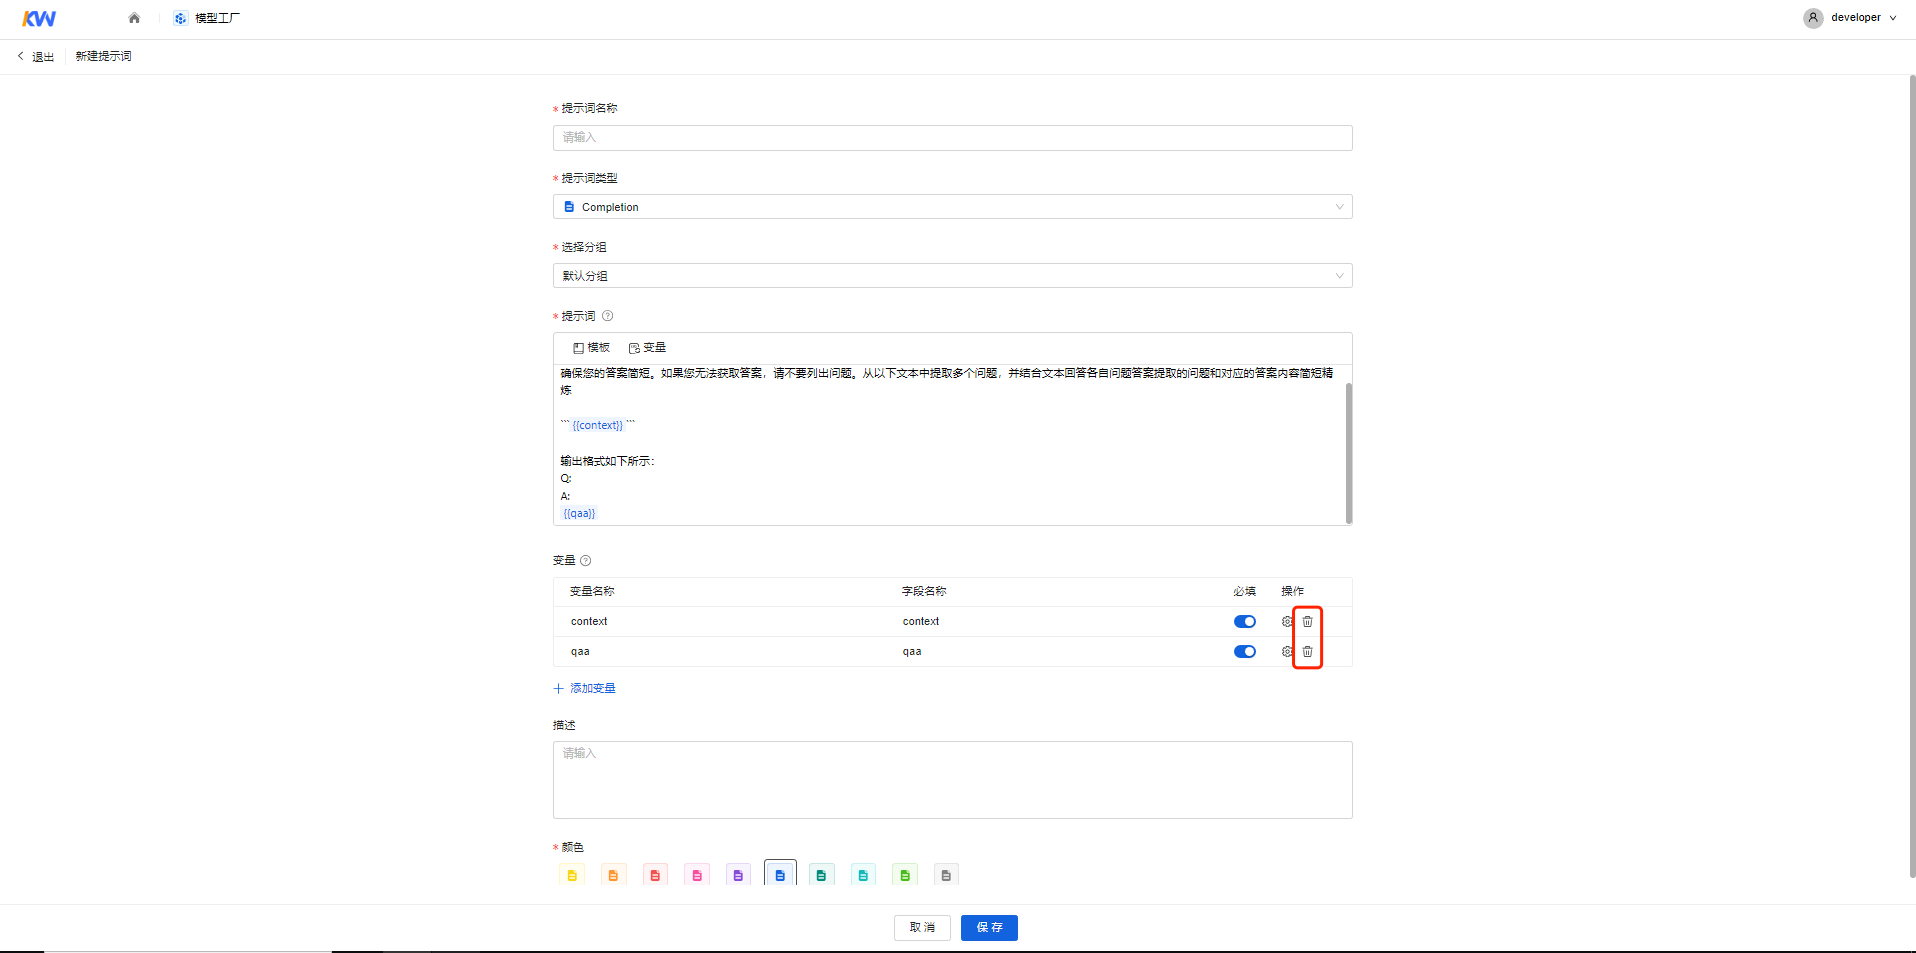 KW
模型工厂
developer
退出
新建提示词
* 提示词名称
请输入
* 提示词类型
Completion
* 选择分组
默认分组
* 提示词
模板 变量
确保您的答案简短。如果您无法获取答案，请不要列出问题。从以下文本中提取多个问题，并结合文本回答各自问题答案提取的问题和对应的答案内容简短精
炼
``` {{context}} ```
输出格式如下所示：
Q:
A:
{{qaa}}
变量
变量名称 字段名称 必填 操作
context context
qaa qaa
+ 添加变量
描述
请输入
* 颜色
取 消 保 存